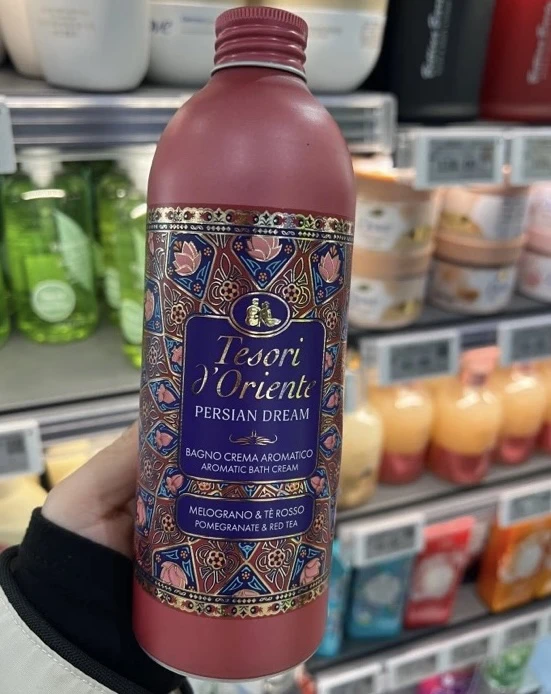 Tesori
d'Oriente
PERSIAN DREAM
BAGNO CREMA AROMATICO
AROMATIC BATH CREAM
MELOGRANO & TÈ ROSSO
POMEGRANATE & RED TEA